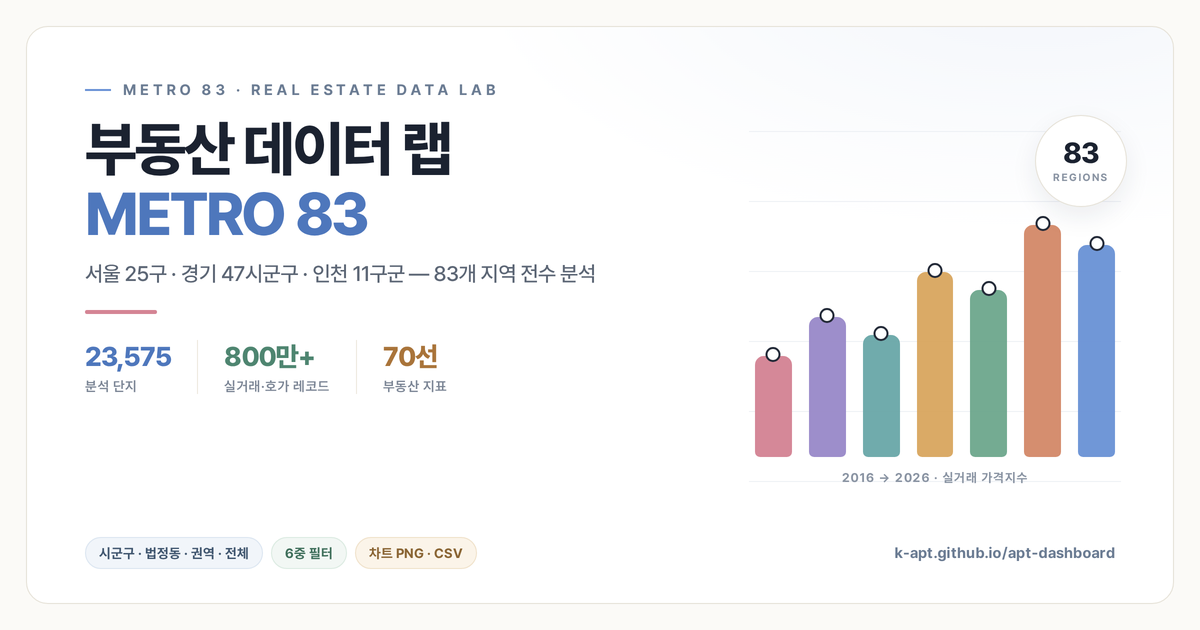 METRO 83 · REAL ESTATE DATA LAB
부동산 데이터 랩
METRO 83
서울 25구 · 경기 47시군구 · 인천 11구군 — 83개 지역 전수 분석
23,575
분석 단지
800만+
실거래·호가 레코드
70선
부동산 지표
83
REGIONS
2016 → 2026 · 실거래 가격지수
시군구 · 법정동 · 권역 · 전체
6중 필터
차트 PNG · CSV
k-apt.github.io/apt-dashboard